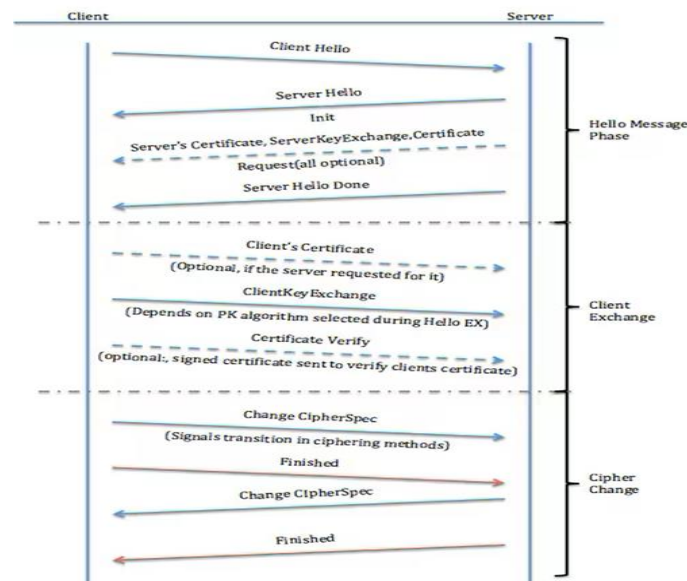 Client
Server
Client Hello
Server Hello
Init
Server's Certificate, ServerKeyExchange,Certificate
Request(all optional)
Server Hello Done
Hello Message
Phase
Client's Certificate
(Optional, if the server requested for it)
ClientKeyExchange
(Depends on PK algorithm selected during Hello EX)
Certificate Verify
(optional:, signed certificate sent to verify clients certificate)
Client
Exchange
Change CipherSpec
(Signals transition in ciphering methods)
Finished
Change CipherSpec
Finished
Cipher
Change